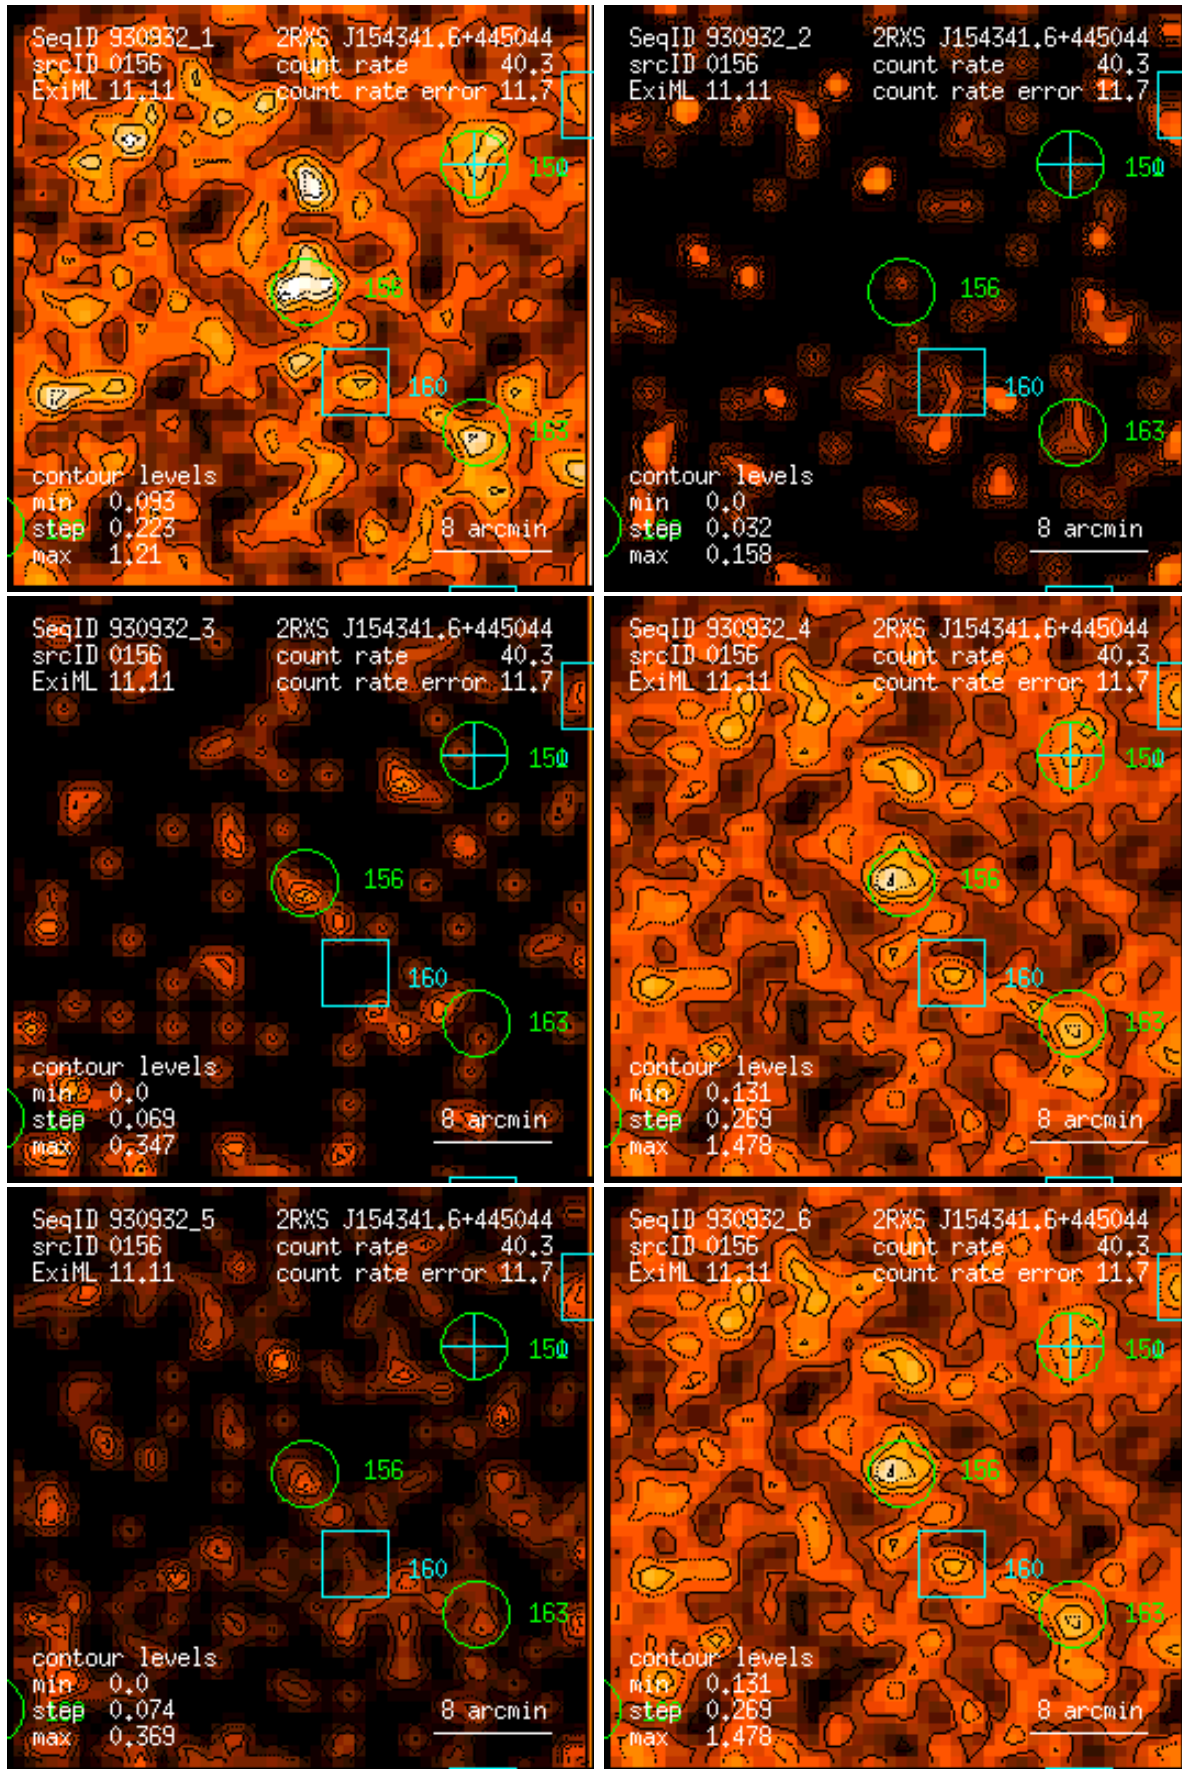 SeqID 930932_1 2RXS J154341.6+445044
srcID 0156 count rate 40.3
ExiML 11.11 count rate error 11.7
156
160
163
contour levels
min 0.093
step 0.223
max 1.21
8 arcmin
SeqID 930932_2 2RXS J154341.6+445044
srcID 0156 count rate 40.3
ExiML 11.11 count rate error 11.7
156
160
163
contour levels
min 0.0
step 0.032
max 0.158
8 arcmin
SeqID 930932_3 2RXS J154341.6+445044
srcID 0156 count rate 40.3
ExiML 11.11 count rate error 11.7
156
160
163
contour levels
min 0.0
step 0.069
max 0.347
8 arcmin
SeqID 930932_4 2RXS J154341.6+445044
srcID 0156 count rate 40.3
ExiML 11.11 count rate error 11.7
156
160
163
contour levels
min 0.131
step 0.269
max 1.478
8 arcmin
SeqID 930932_5 2RXS J154341.6+445044
srcID 0156 count rate 40.3
ExiML 11.11 count rate error 11.7
156
160
163
contour levels
min 0.0
step 0.074
max 0.369
8 arcmin
SeqID 930932_6 2RXS J154341.6+445044
srcID 0156 count rate 40.3
ExiML 11.11 count rate error 11.7
156
160
163
contour levels
min 0.131
step 0.269
max 1.478
8 arcmin